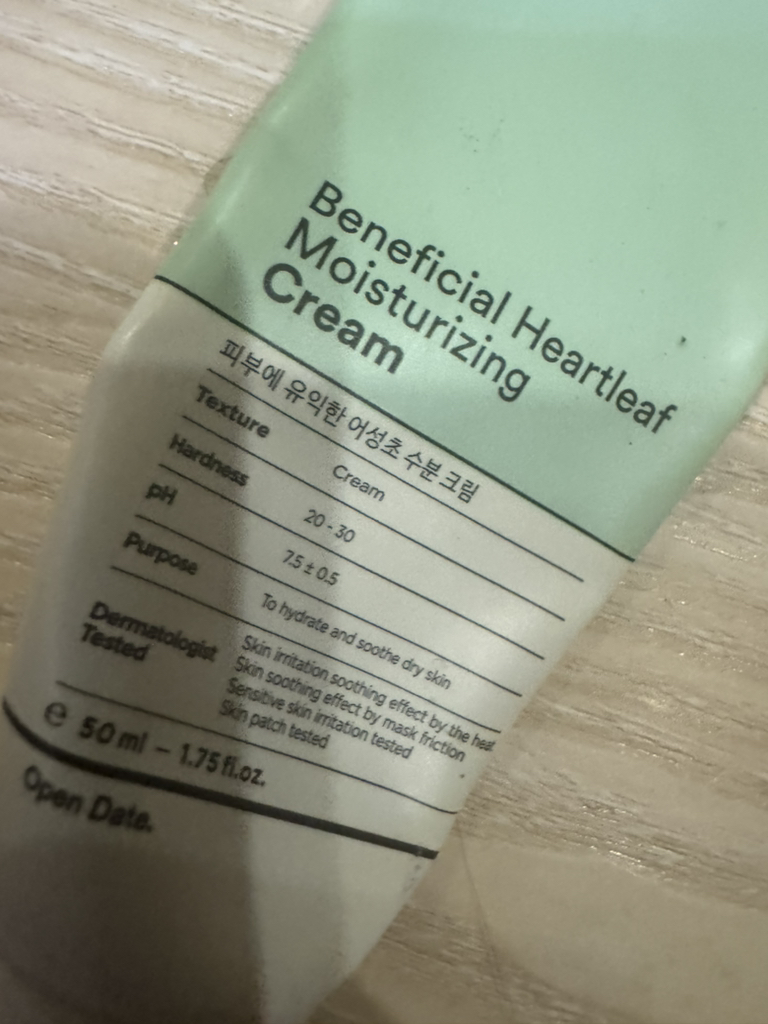 Beneficial Heartleaf
Moisturizing
Cream
피부에 유익한 어성초 수분 크림
Texture Cream
Hardness 20 - 30
pH 7.5 ± 0.5
Purpose To hydrate and soothe dry skin
Dermatologist Tested
Skin irritation soothing effect by the heat
Skin soothing effect by mask friction
Sensitive skin irritation tested
Skin patch tested
℮ 50 ml – 1.75 fl.oz.
Open Date.